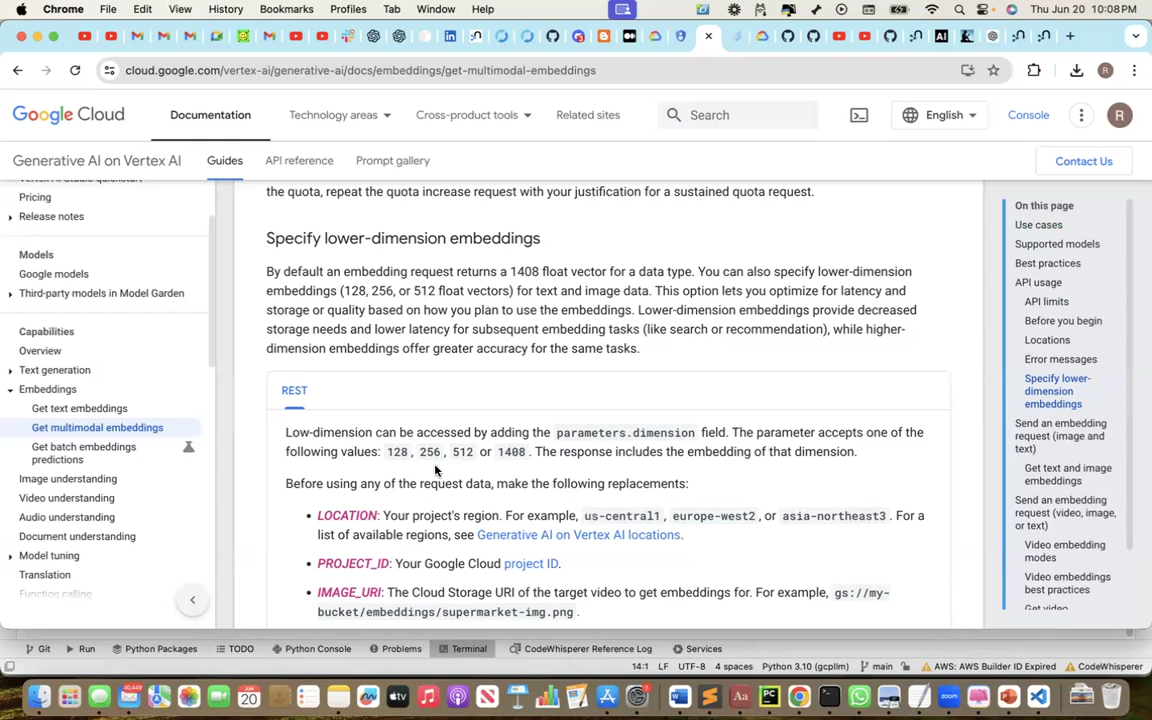 Chrome File Edit View History Bookmarks Profiles Tab Window Help Thu Jun 20 10:08 PM
cloud.google.com/vertex-ai/generative-ai/docs/embeddings/get-multimodal-embeddings R
Google Cloud Documentation Technology areas Cross-product tools Related sites Search English Console R
Generative AI on Vertex AI Guides API reference Prompt gallery Contact Us
Pricing
Release notes
Models
Google models
Third-party models in Model Garden
Capabilities
Overview
Text generation
Embeddings
Get text embeddings
Get multimodal embeddings
Get batch embeddings
predictions
Image understanding
Video understanding
Audio understanding
Document understanding
Model tuning
Translation
Function calling
the quota, repeat the quota increase request with your justification for a sustained quota request.
Specify lower-dimension embeddings
By default an embedding request returns a 1408 float vector for a data type. You can also specify lower-dimension
embeddings (128, 256, or 512 float vectors) for text and image data. This option lets you optimize for latency and
storage or quality based on how you plan to use the embeddings. Lower-dimension embeddings provide decreased
storage needs and lower latency for subsequent embedding tasks (like search or recommendation), while higher-
dimension embeddings offer greater accuracy for the same tasks.
REST
Low-dimension can be accessed by adding the parameters.dimension field. The parameter accepts one of the
following values: 128, 256, 512 or 1408. The response includes the embedding of that dimension.
Before using any of the request data, make the following replacements:
• LOCATION: Your project's region. For example, us-central1, europe-west2, or asia-northeast3. For a
list of available regions, see Generative AI on Vertex AI locations.
• PROJECT_ID: Your Google Cloud project ID.
• IMAGE_URI: The Cloud Storage URI of the target video to get embeddings for. For example, gs://my-
bucket/embeddings/supermarket-img.png.
On this page
Use cases
Supported models
Best practices
API usage
API limits
Before you begin
Locations
Error messages
Specify lower-
dimension
embeddings
Send an embedding
request (image and
text)
Get text and image
embeddings
Send an embedding
request (video, image,
or text)
Video embedding
modes
Video embeddings
best practices
Get video
Git Run Python Packages TODO Python Console Problems Terminal CodeWhisperer Reference Log Services
14:1 LF UTF-8 4 spaces Python 3.10 (gcpllm) main AWS: AWS Builder ID Expired CodeWhisperer